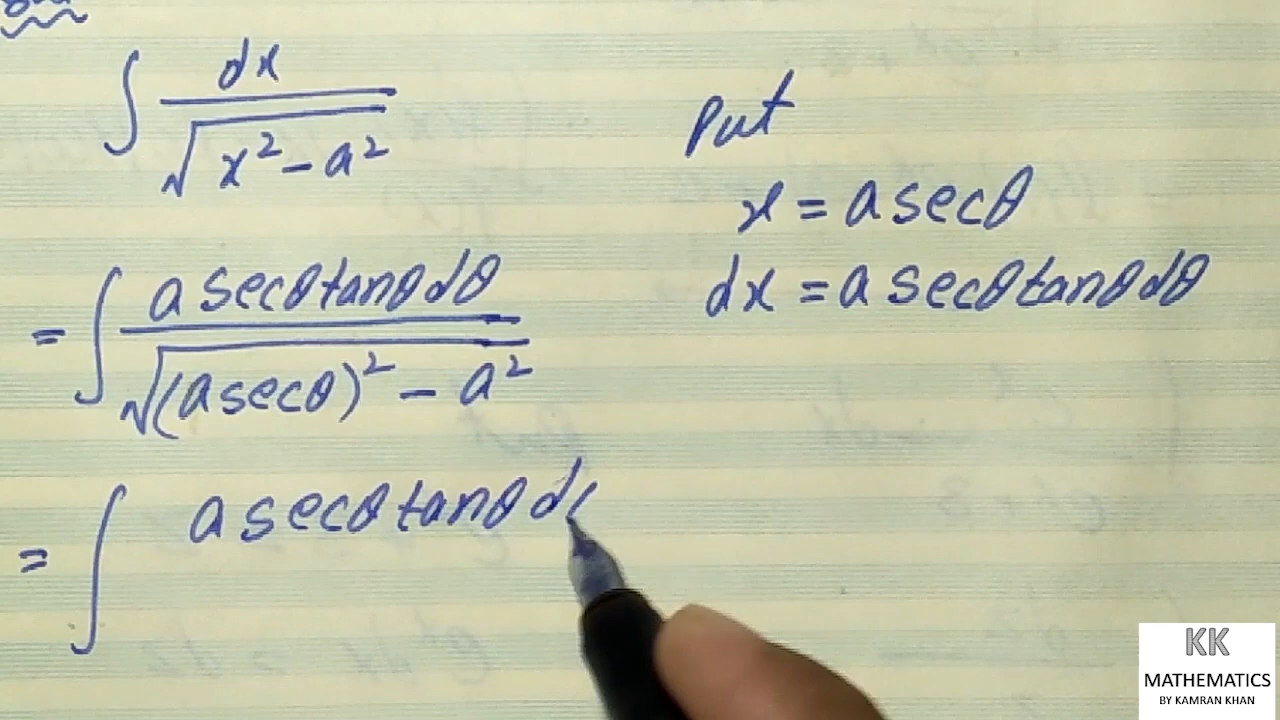 ∫ dx / √(x² - a²)
Put
x = a secθ
dx = a secθ tanθ dθ
= ∫ a secθ tanθ dθ / √((a secθ)² - a²)
= ∫ a secθ tanθ d
KK
MATHEMATICS
BY KAMRAN KHAN